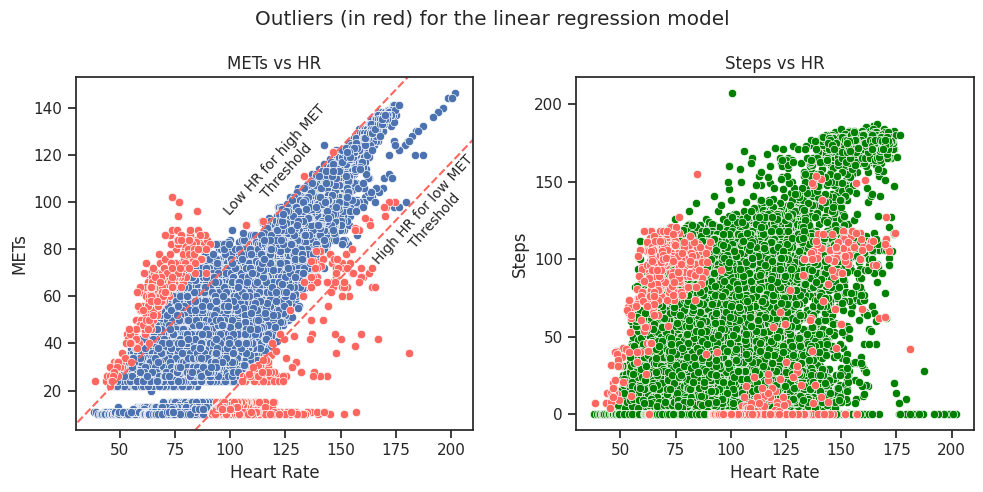 Outliers (in red) for the linear regression model
METs vs HR
METs
140
120
100
80
60
40
20
Low HR for high MET
Threshold
High HR for low MET
Threshold
50
75
100
125
150
175
200
Heart Rate
Steps vs HR
Steps
200
150
100
50
0
50
75
100
125
150
175
200
Heart Rate